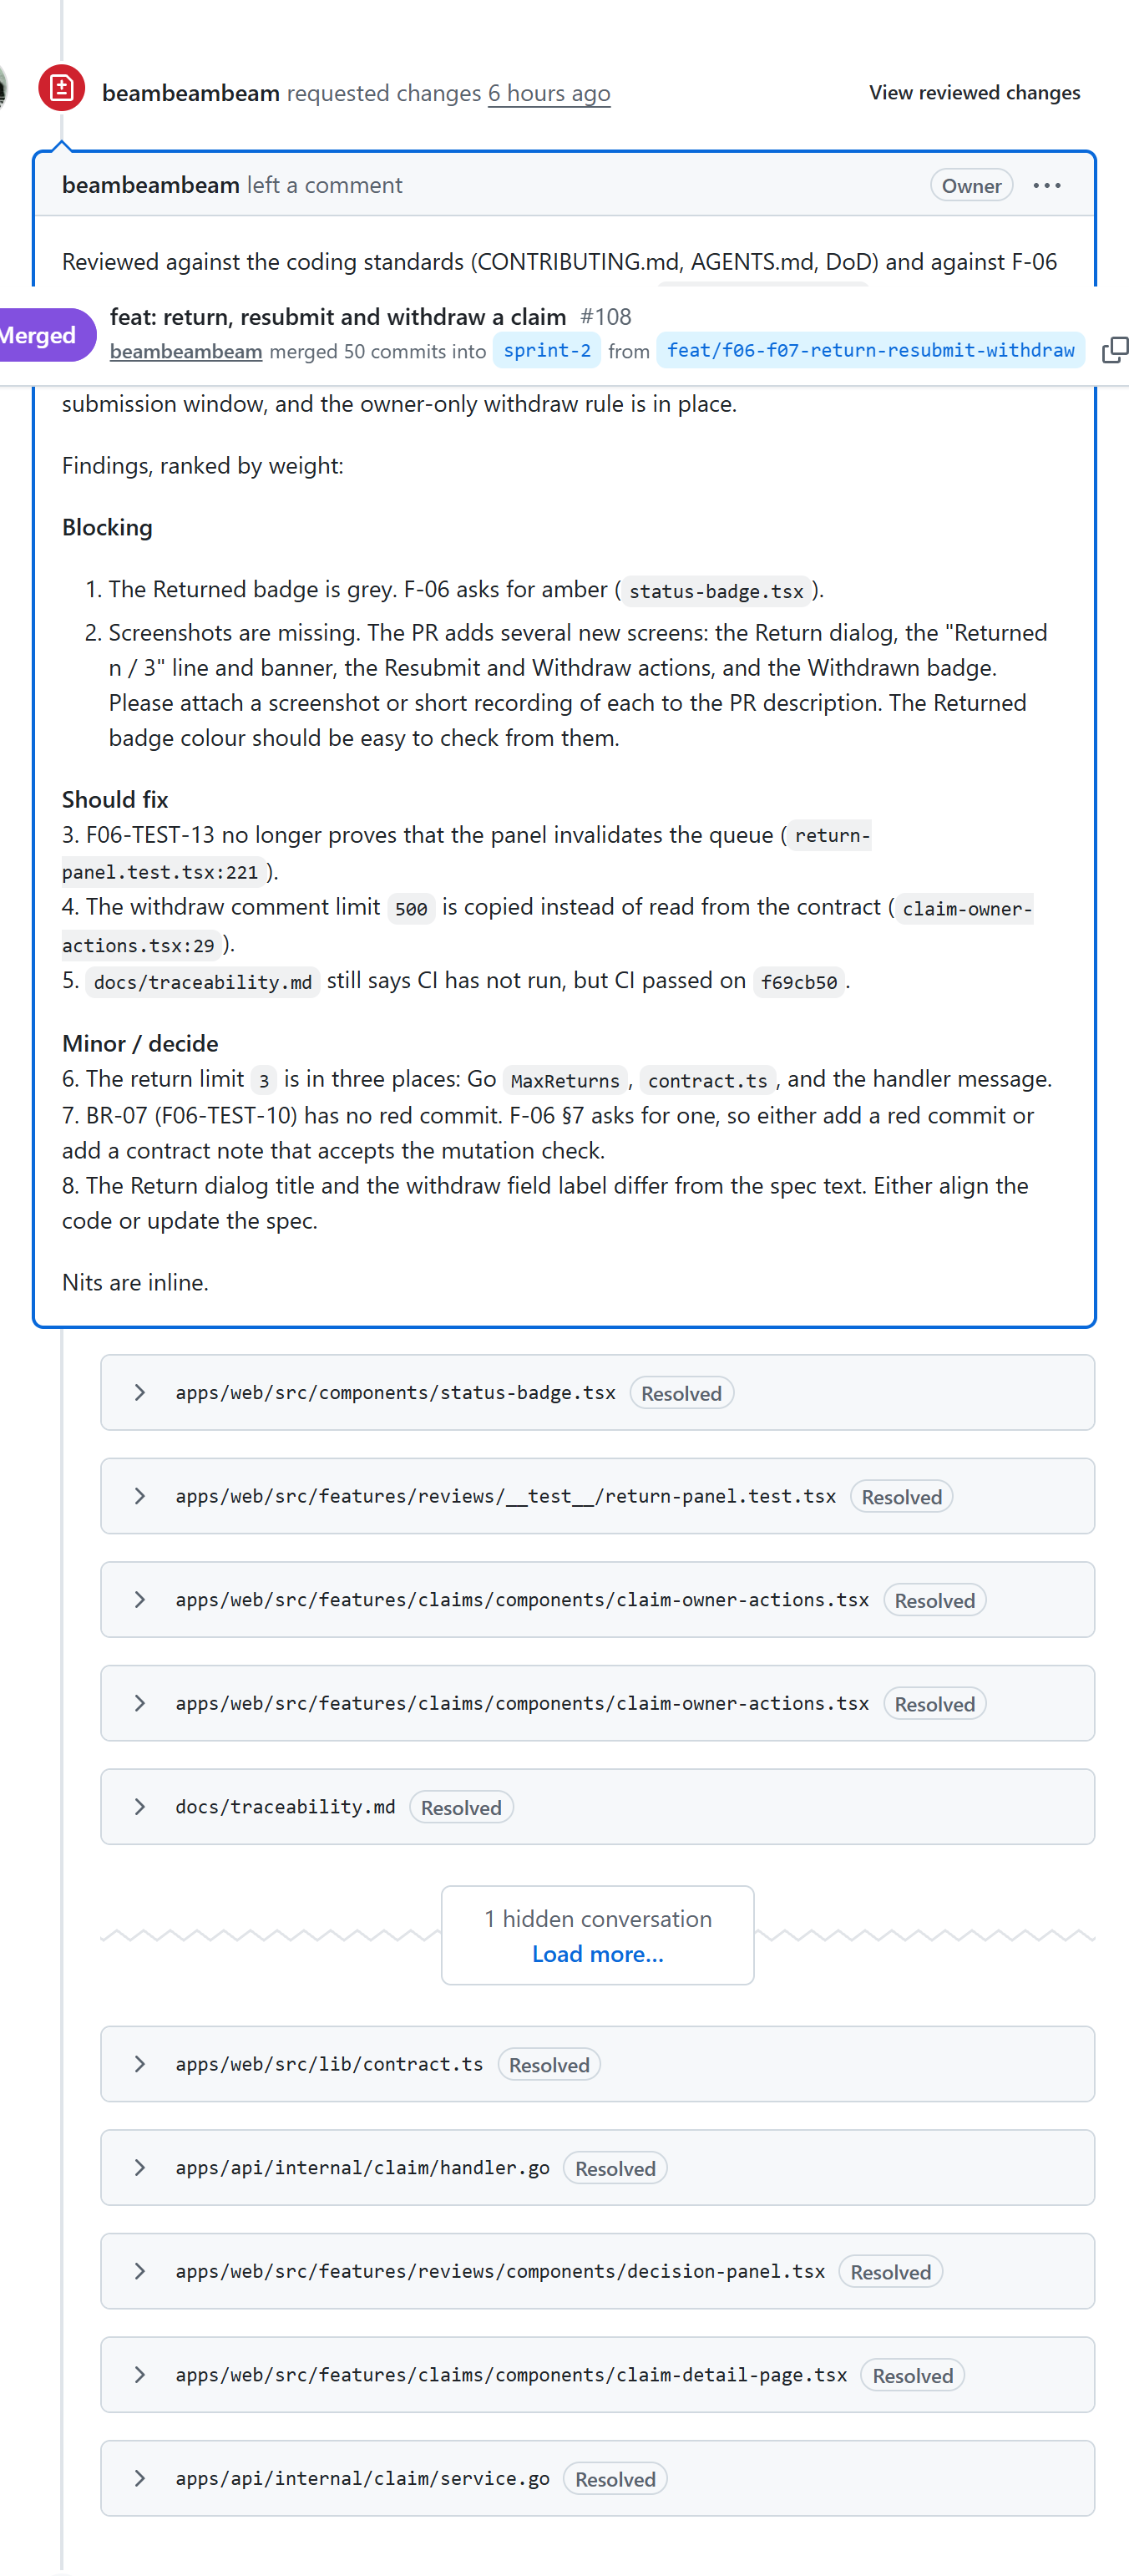 beambeambeam requested changes 6 hours ago
View reviewed changes
beambeambeam left a comment
Owner
Reviewed against the coding standards (CONTRIBUTING.md, AGENTS.md, DoD) and against F-06
Merged
feat: return, resubmit and withdraw a claim #108
beambeambeam merged 50 commits into sprint-2 from feat/f06-f07-return-resubmit-withdraw
submission window, and the owner-only withdraw rule is in place.
Findings, ranked by weight:
Blocking
1. The Returned badge is grey. F-06 asks for amber ( status-badge.tsx ).
2. Screenshots are missing. The PR adds several new screens: the Return dialog, the "Returned
n / 3" line and banner, the Resubmit and Withdraw actions, and the Withdrawn badge.
Please attach a screenshot or short recording of each to the PR description. The Returned
badge colour should be easy to check from them.
Should fix
3. F06-TEST-13 no longer proves that the panel invalidates the queue ( return-
panel.test.tsx:221 ).
4. The withdraw comment limit 500 is copied instead of read from the contract ( claim-owner-
actions.tsx:29 ).
5. docs/traceability.md still says CI has not run, but CI passed on f69cb50.
Minor / decide
6. The return limit 3 is in three places: Go MaxReturns, contract.ts, and the handler message.
7. BR-07 (F06-TEST-10) has no red commit. F-06 §7 asks for one, so either add a red commit or
add a contract note that accepts the mutation check.
8. The Return dialog title and the withdraw field label differ from the spec text. Either align the
code or update the spec.
Nits are inline.
apps/web/src/components/status-badge.tsx Resolved
apps/web/src/features/reviews/__test__/return-panel.test.tsx Resolved
apps/web/src/features/claims/components/claim-owner-actions.tsx Resolved
apps/web/src/features/claims/components/claim-owner-actions.tsx Resolved
docs/traceability.md Resolved
1 hidden conversation
Load more...
apps/web/src/lib/contract.ts Resolved
apps/api/internal/claim/handler.go Resolved
apps/web/src/features/reviews/components/decision-panel.tsx Resolved
apps/web/src/features/claims/components/claim-detail-page.tsx Resolved
apps/api/internal/claim/service.go Resolved